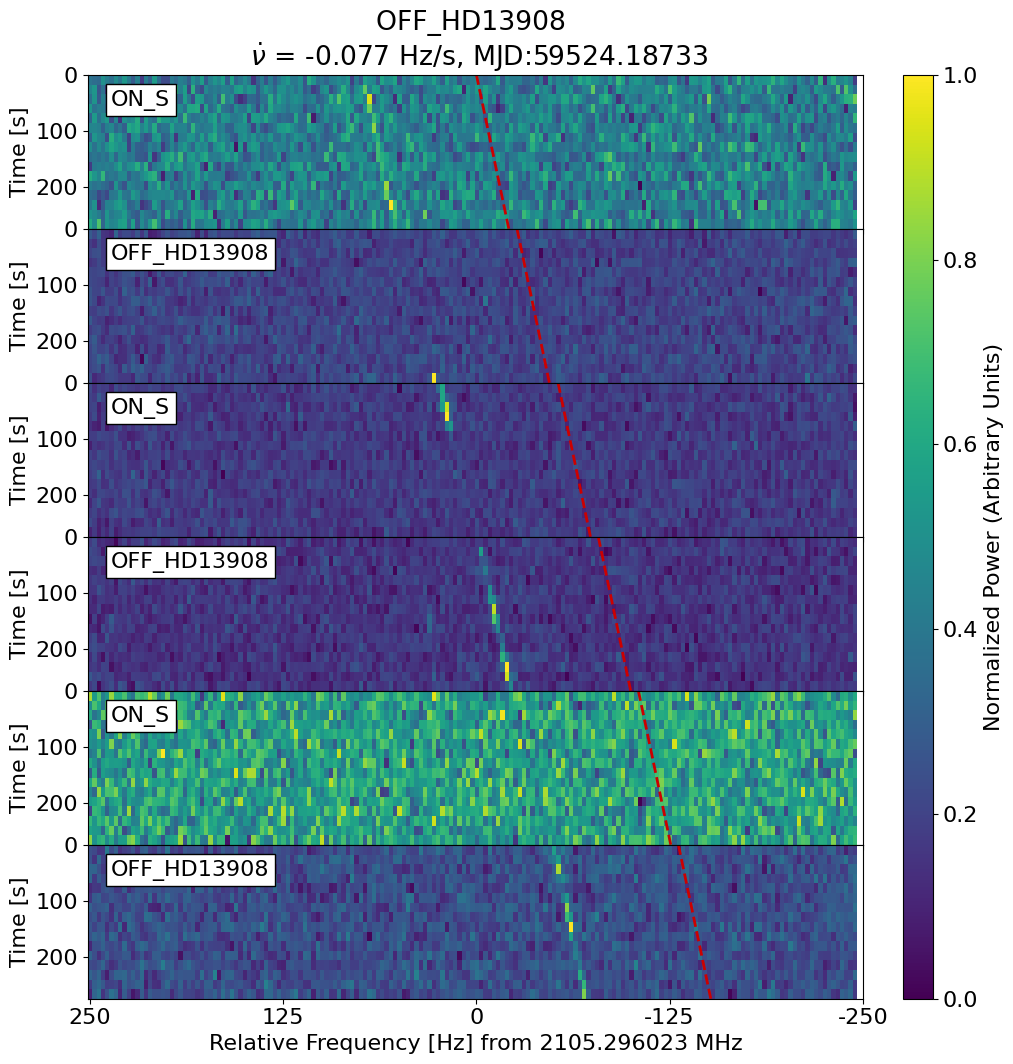 OFF_HD13908
ν̇ = -0.077 Hz/s, MJD:59524.18733
0
ON_S
100
Time [s]
200
0
OFF_HD13908
100
Time [s]
200
0
ON_S
100
Time [s]
200
0
OFF_HD13908
100
Time [s]
200
0
ON_S
100
Time [s]
200
0
OFF_HD13908
100
Time [s]
200
250 125 0 -125 -250
Relative Frequency [Hz] from 2105.296023 MHz
1.0
0.8
0.6
0.4
0.2
0.0
Normalized Power (Arbitrary Units)